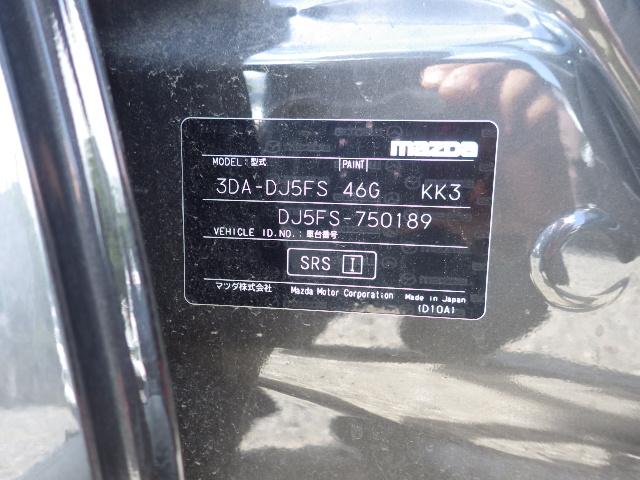 mazda
MODEL:型式 PAINT
3DA-DJ5FS 46G KK3
DJ5FS-750189
VEHICLE ID.NO.:車台番号
SRS I
マツダ株式会社 Mazda Motor Corporation Made in Japan
(D10A)